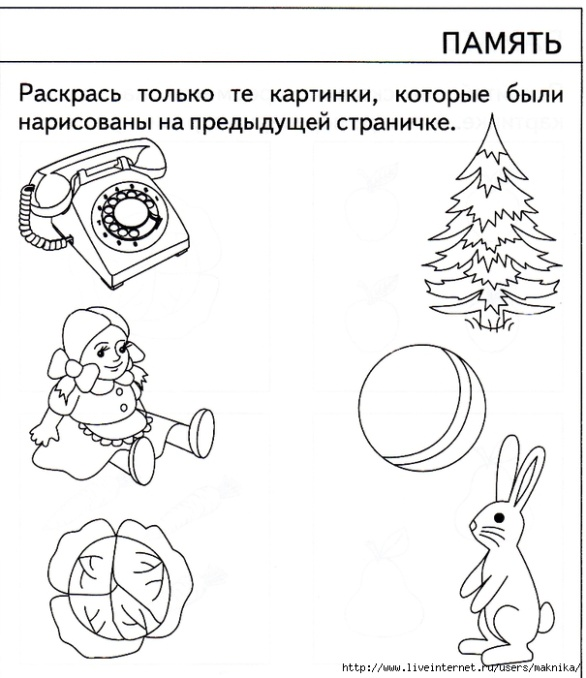 ПАМЯТЬ
Раскрась только те картинки, которые были
нарисованы на предыдущей страничке.
http://www.liveinternet.ru/users/maknika/